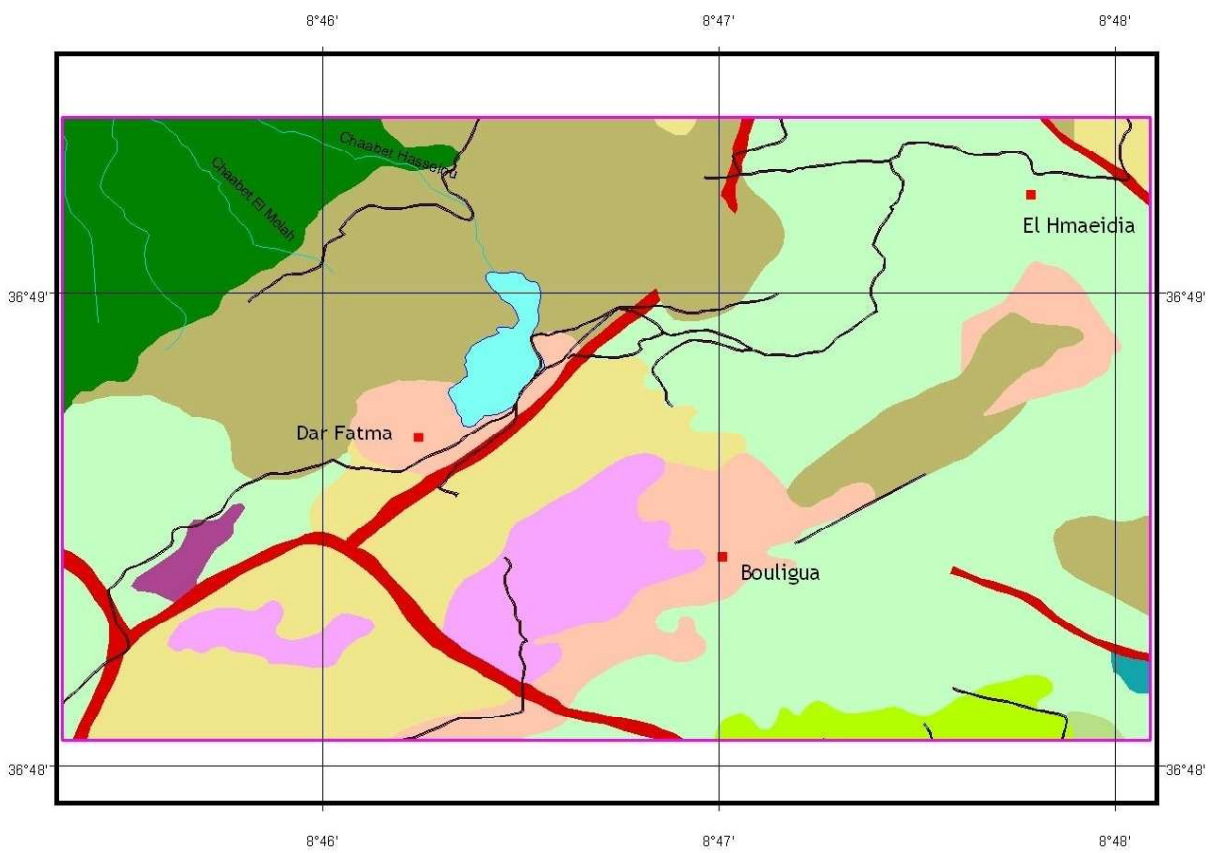 8°46' 8°47' 8°48'
Chaabet Hasselou
Chaabet El Melah
El Hmaeidia
36°49' 36°49'
Dar Fatma
Bouligua
36°48' 36°48'
8°46' 8°47' 8°48'